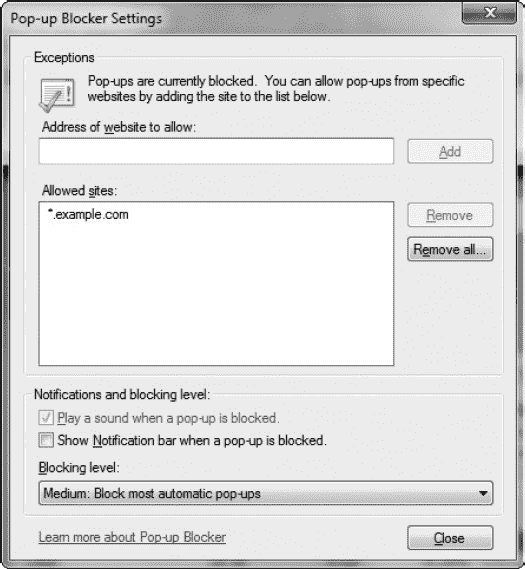 Pop-up Blocker Settings
Exceptions
Pop-ups are currently blocked. You can allow pop-ups from specific
websites by adding the site to the list below.
Address of website to allow:
Add
Allowed sites:
*.example.com
Remove
Remove all...
Notifications and blocking level:
Play a sound when a pop-up is blocked.
Show Notification bar when a pop-up is blocked.
Blocking level:
Medium: Block most automatic pop-ups
Learn more about Pop-up Blocker
Close